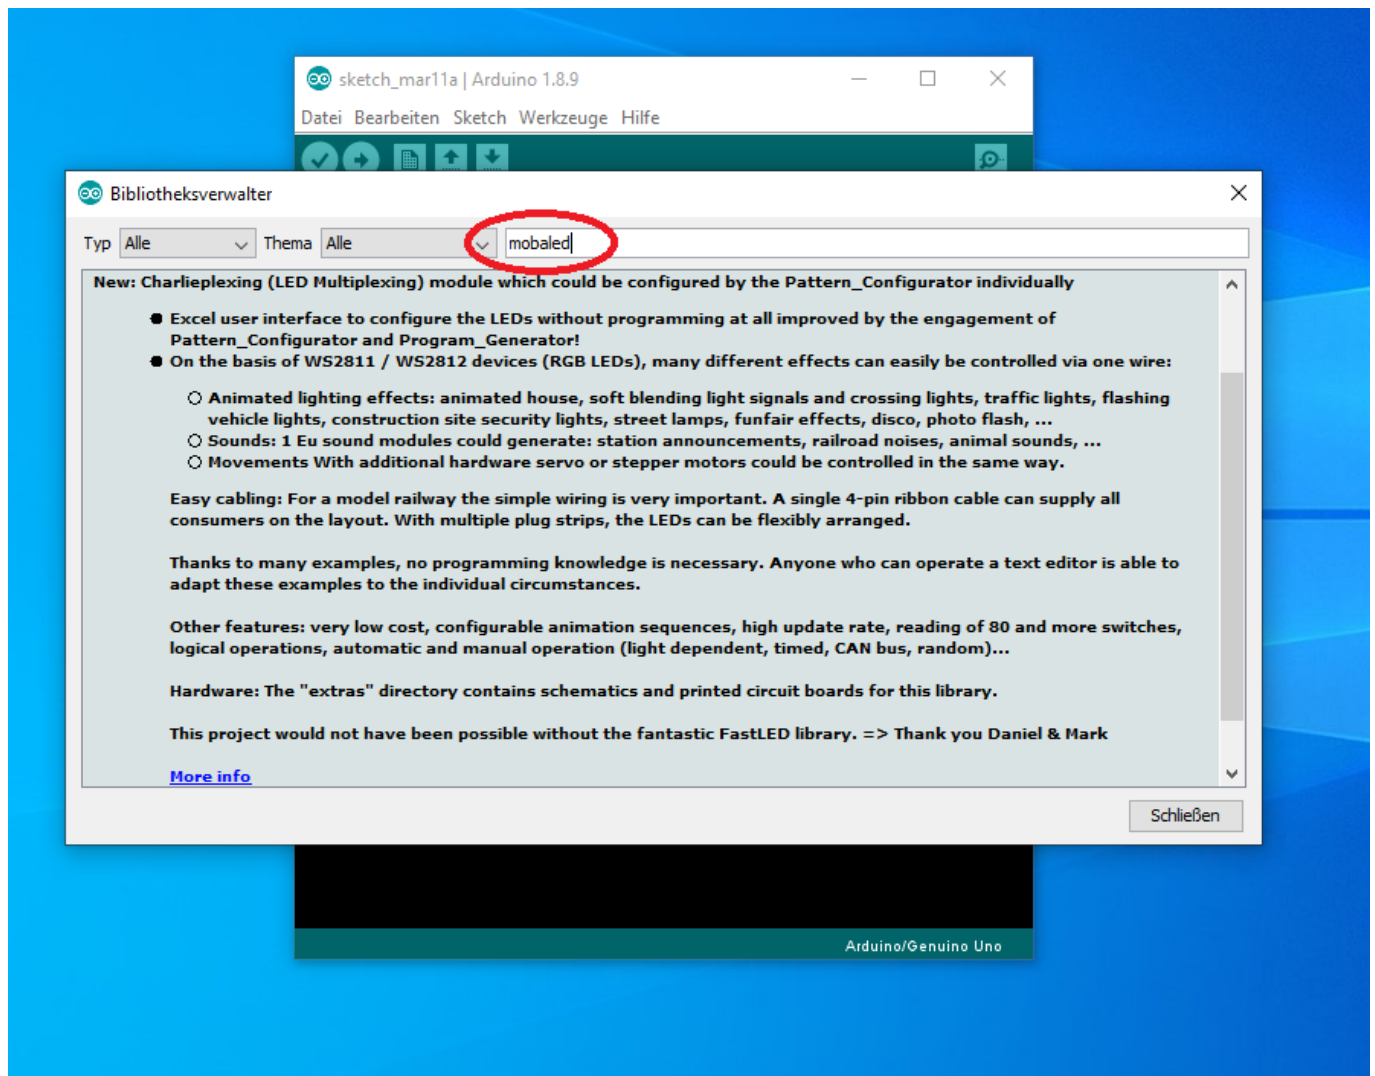 sketch_mar11a | Arduino 1.8.9
Datei Bearbeiten Sketch Werkzeuge Hilfe
Bibliotheksverwalter
Typ Alle Thema Alle mobaled
New: Charlieplexing (LED Multiplexing) module which could be configured by the Pattern_Configurator individually
Excel user interface to configure the LEDs without programming at all improved by the engagement of
Pattern_Configurator and Program_Generator!
On the basis of WS2811 / WS2812 devices (RGB LEDs), many different effects can easily be controlled via one wire:
Animated lighting effects: animated house, soft blending light signals and crossing lights, traffic lights, flashing
vehicle lights, construction site security lights, street lamps, funfair effects, disco, photo flash, ...
Sounds: 1 Eu sound modules could generate: station announcements, railroad noises, animal sounds, ...
Movements With additional hardware servo or stepper motors could be controlled in the same way.
Easy cabling: For a model railway the simple wiring is very important. A single 4-pin ribbon cable can supply all
consumers on the layout. With multiple plug strips, the LEDs can be flexibly arranged.
Thanks to many examples, no programming knowledge is necessary. Anyone who can operate a text editor is able to
adapt these examples to the individual circumstances.
Other features: very low cost, configurable animation sequences, high update rate, reading of 80 and more switches,
logical operations, automatic and manual operation (light dependent, timed, CAN bus, random)...
Hardware: The "extras" directory contains schematics and printed circuit boards for this library.
This project would not have been possible without the fantastic FastLED library. => Thank you Daniel & Mark
More info
Schließen
Arduino/Genuino Uno